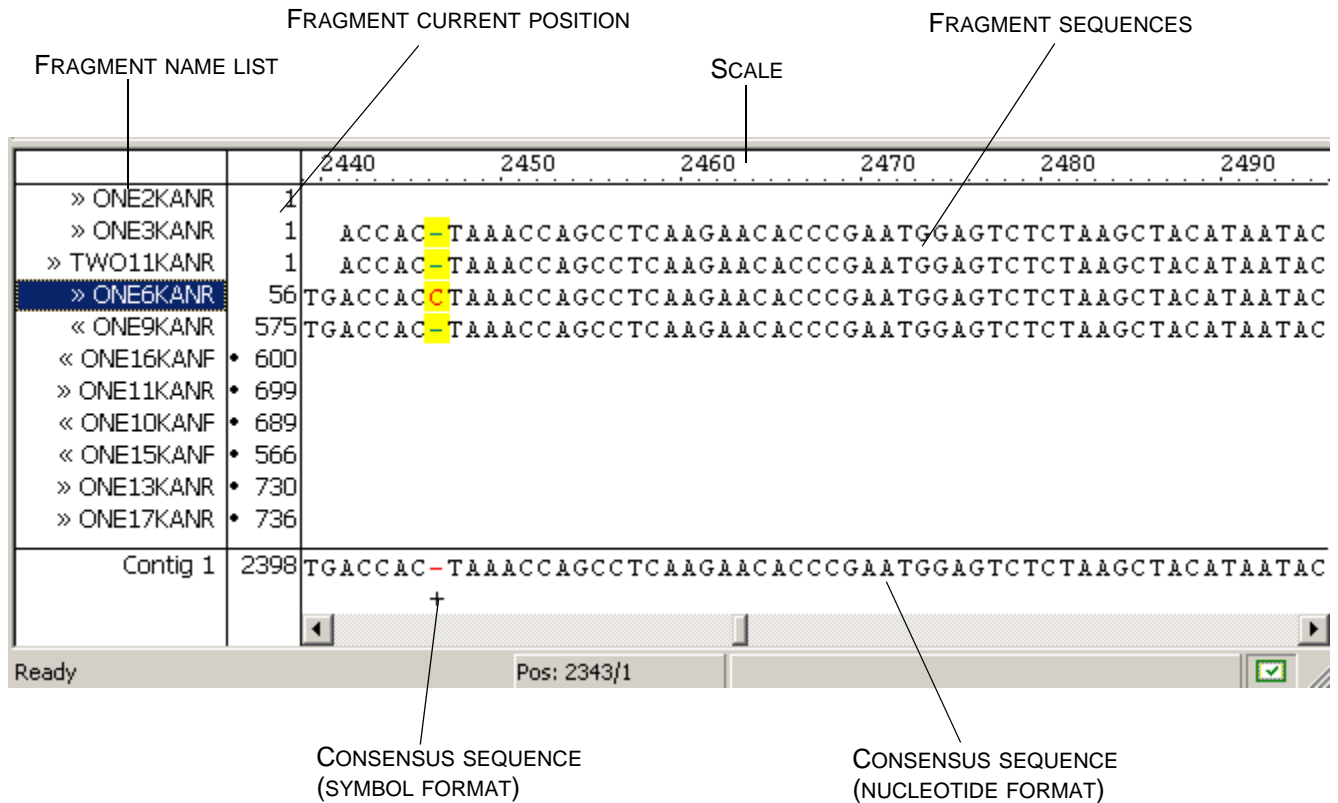 FRAGMENT CURRENT POSITION
FRAGMENT SEQUENCES
FRAGMENT NAME LIST
SCALE
2440 2450 2460 2470 2480 2490
» ONE2KANR 1
» ONE3KANR 1 ACCAC-TAAACCAGCCTCAAGAACACCCGAATGGAGTCTCTAAGCTACATAATAC
» TWO11KANR 1 ACCAC-TAAACCAGCCTCAAGAACACCCGAATGGAGTCTCTAAGCTACATAATAC
» ONE6KANR 56 TGACCACCTAAACCAGCCTCAAGAACACCCGAATGGAGTCTCTAAGCTACATAATAC
« ONE9KANR 575 TGACCAC-TAAACCAGCCTCAAGAACACCCGAATGGAGTCTCTAAGCTACATAATAC
« ONE16KANF • 600
» ONE11KANR • 699
« ONE10KANF • 689
« ONE15KANF • 566
» ONE13KANR • 730
» ONE17KANR • 736
Contig 1 2398 TGACCAC-TAAACCAGCCTCAAGAACACCCGAATGGAGTCTCTAAGCTACATAATAC
+
Ready Pos: 2343/1
CONSENSUS SEQUENCE
(SYMBOL FORMAT)
CONSENSUS SEQUENCE
(NUCLEOTIDE FORMAT)